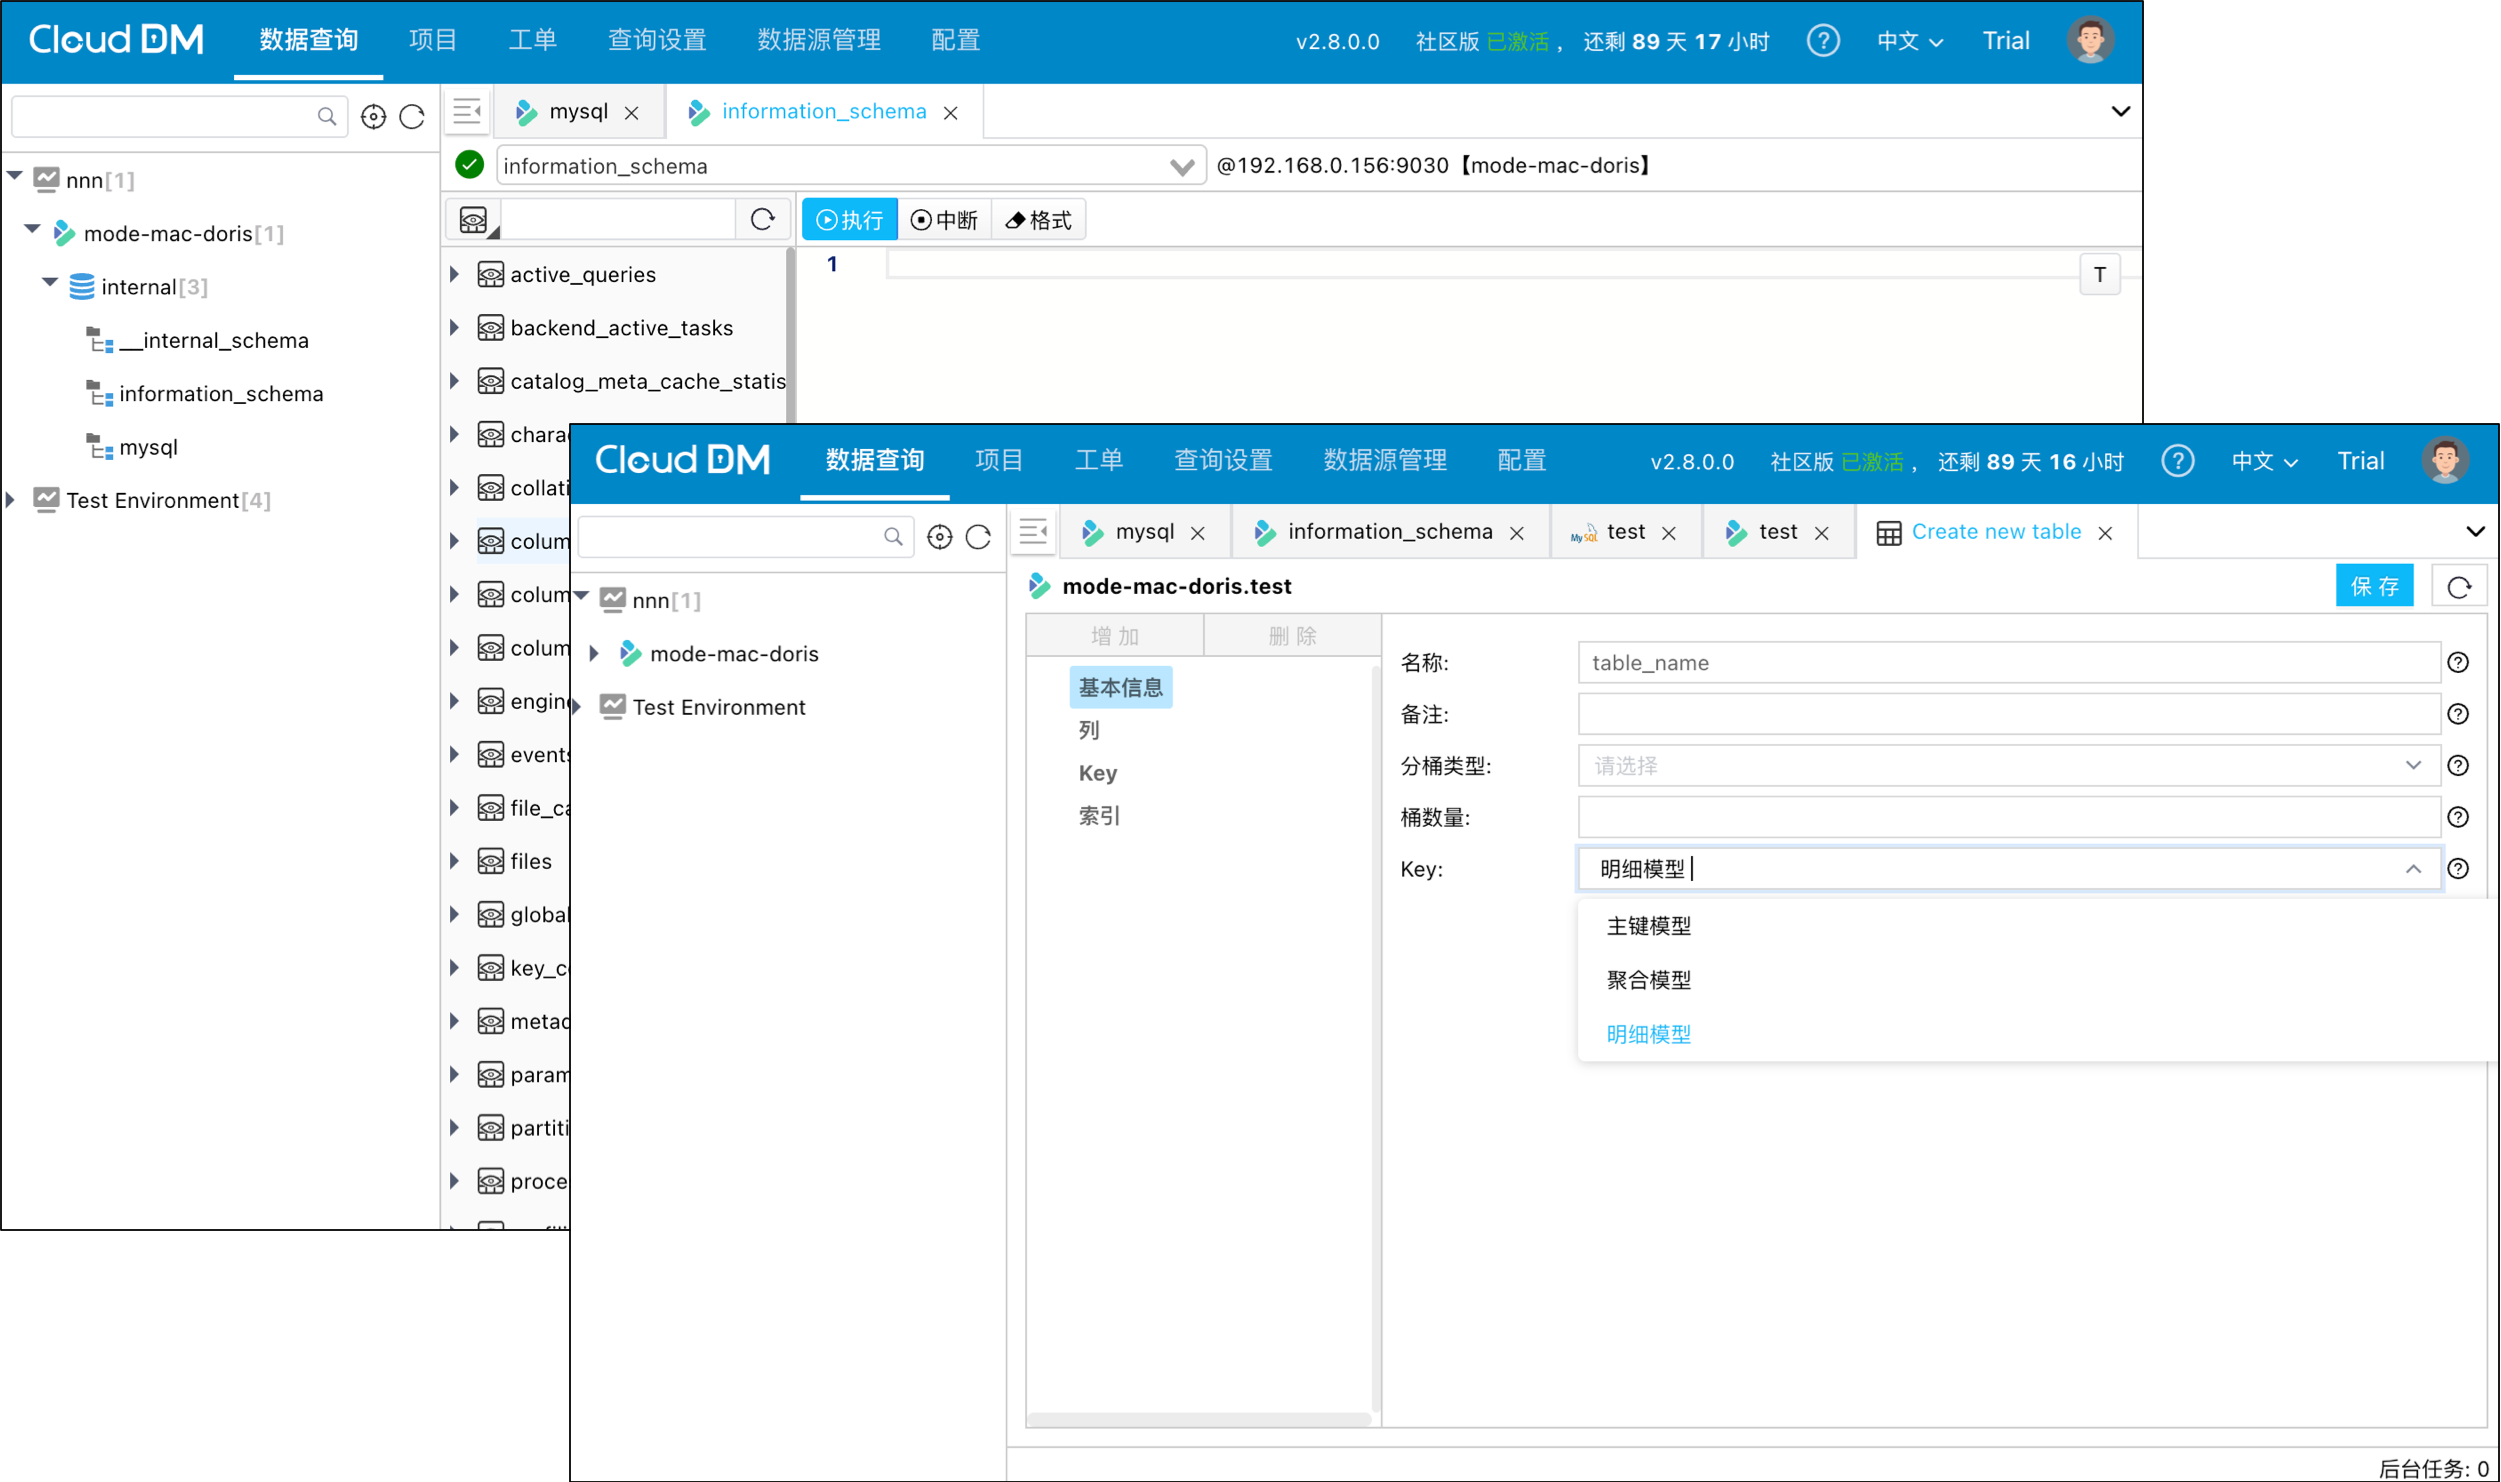 Cloud DM 数据查询 项目 工单 查询设置 数据源管理 配置 v2.8.0.0 社区版 已激活 ， 还剩 89 天 17 小时 ? 中文 Trial
mysql information_schema
information_schema @192.168.0.156:9030【mode-mac-doris】
nnn[1]
mode-mac-doris[1]
internal[3]
__internal_schema
information_schema
mysql
Test Environment[4]
执行 中断 格式
1
T
active_queries
backend_active_tasks
catalog_meta_cache_statis
charac
collati
colum
colum
colum
engine
events
file_ca
files
global
key_co
metad
param
partiti
proce
Cloud DM 数据查询 项目 工单 查询设置 数据源管理 配置 v2.8.0.0 社区版 已激活 ， 还剩 89 天 16 小时 ? 中文 Trial
mysql information_schema MySQL test test Create new table
nnn[1]
mode-mac-doris
Test Environment
mode-mac-doris.test 保 存
增 加 删 除
基本信息
列
Key
索引
名称: table_name ?
备注: ?
分桶类型: 请选择 ?
桶数量: ?
Key: 明细模型 ?
主键模型
聚合模型
明细模型
后台任务: 0